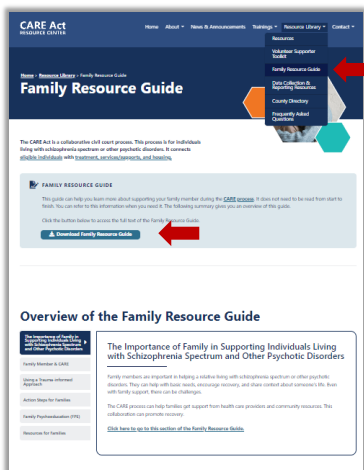 CARE Act
RESOURCE CENTER
Home About News & Announcements Trainings Resource Library Contact
Resources
Volunteer Supporter
Toolkit
Family Resource Guide
Data Collection &
Reporting Resources
County Directory
Frequently Asked
Questions
Home > Resource Library > Family Resource Guide
Family Resource Guide
The CARE Act is a collaborative civil court process. This is for individuals
living with schizophrenia spectrum or other psychotic disorders. It connects
eligible individuals with treatment, services/supports, and housing.
FAMILY RESOURCE GUIDE
This guide can help you learn more about supporting your family member during the CARE process. It does not need to be read from start to
finish. You can refer to this information when you need it. The following summary gives you an overview of this guide.
Click the button below to access the full text of the Family Resource Guide.
Download Family Resource Guide
Overview of the Family Resource Guide
The Importance of Family in
Supporting Individuals Living
with Schizophrenia Spectrum
and Other Psychotic Disorders
Family Member & CARE
Using a Trauma-Informed
Approach
Action Steps for Families
Family Psychoeducation (FPE)
Resources for Families
The Importance of Family in Supporting Individuals Living
with Schizophrenia Spectrum and Other Psychotic Disorders
Family members are important in helping a relative living with schizophrenia spectrum or other psychotic
disorders. They can help with basic needs, encourage recovery, and share context about someone's life. Even
with family support, there can be challenges.
The CARE process can help families get support from health care providers and community resources. This
collaboration can promote recovery.
Click here to go to this section of the Family Resource Guide.